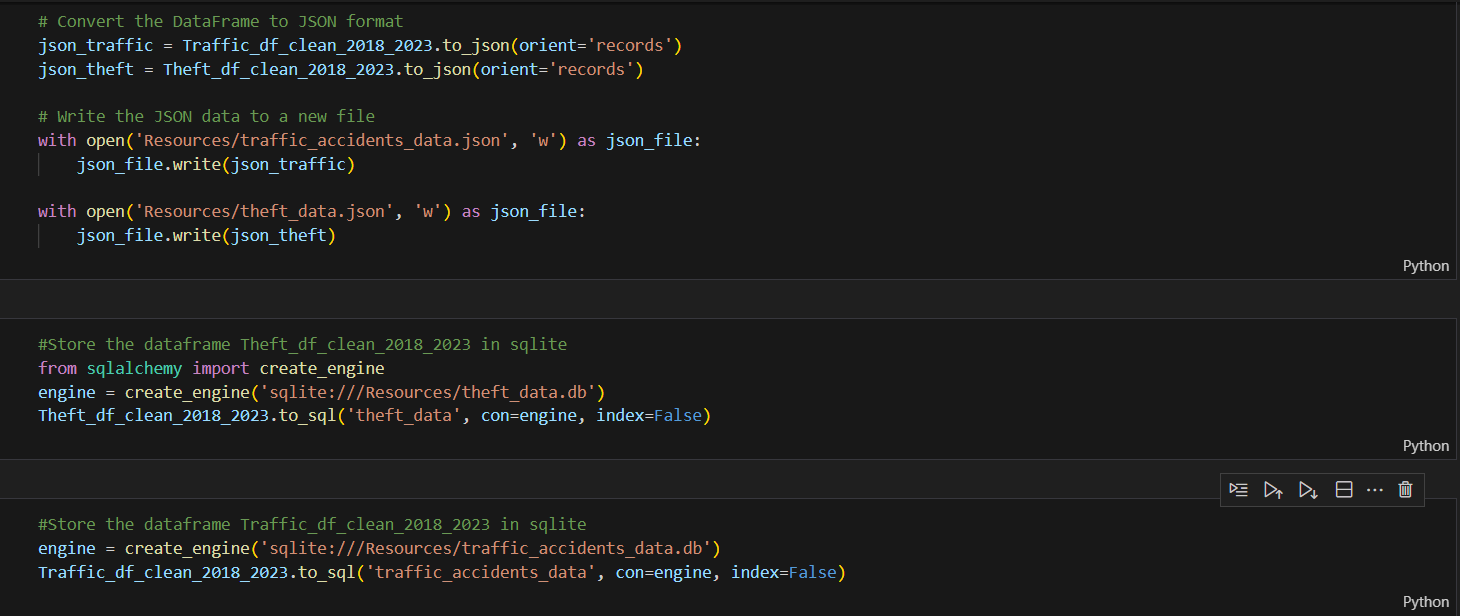 # Convert the DataFrame to JSON format
json_traffic = Traffic_df_clean_2018_2023.to_json(orient='records')
json_theft = Theft_df_clean_2018_2023.to_json(orient='records')
# Write the JSON data to a new file
with open('Resources/traffic_accidents_data.json', 'w') as json_file:
    json_file.write(json_traffic)
with open('Resources/theft_data.json', 'w') as json_file:
    json_file.write(json_theft)
Python
#Store the dataframe Theft_df_clean_2018_2023 in sqlite
from sqlalchemy import create_engine
engine = create_engine('sqlite:///Resources/theft_data.db')
Theft_df_clean_2018_2023.to_sql('theft_data', con=engine, index=False)
Python
#Store the dataframe Traffic_df_clean_2018_2023 in sqlite
engine = create_engine('sqlite:///Resources/traffic_accidents_data.db')
Traffic_df_clean_2018_2023.to_sql('traffic_accidents_data', con=engine, index=False)
Python